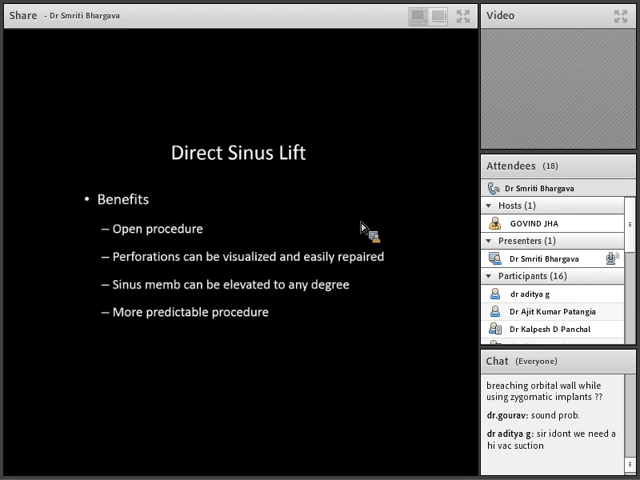 Share - Dr Smriti Bhargava
Direct Sinus Lift
• Benefits
– Open procedure
– Perforations can be visualized and easily repaired
– Sinus memb can be elevated to any degree
– More predictable procedure
Video
Attendees (18)
Dr Smriti Bhargava
Hosts (1)
GOVIND JHA
Presenters (1)
Dr Smriti Bhargava
Participants (16)
dr aditya g
Dr Ajit Kumar Patangia
Dr Kalpesh D Panchal
Chat (Everyone)
breaching orbital wall while
using zygomatic implants ??
dr.gourav: sound prob.
dr aditya g: sir idont we need a
hi vac suction